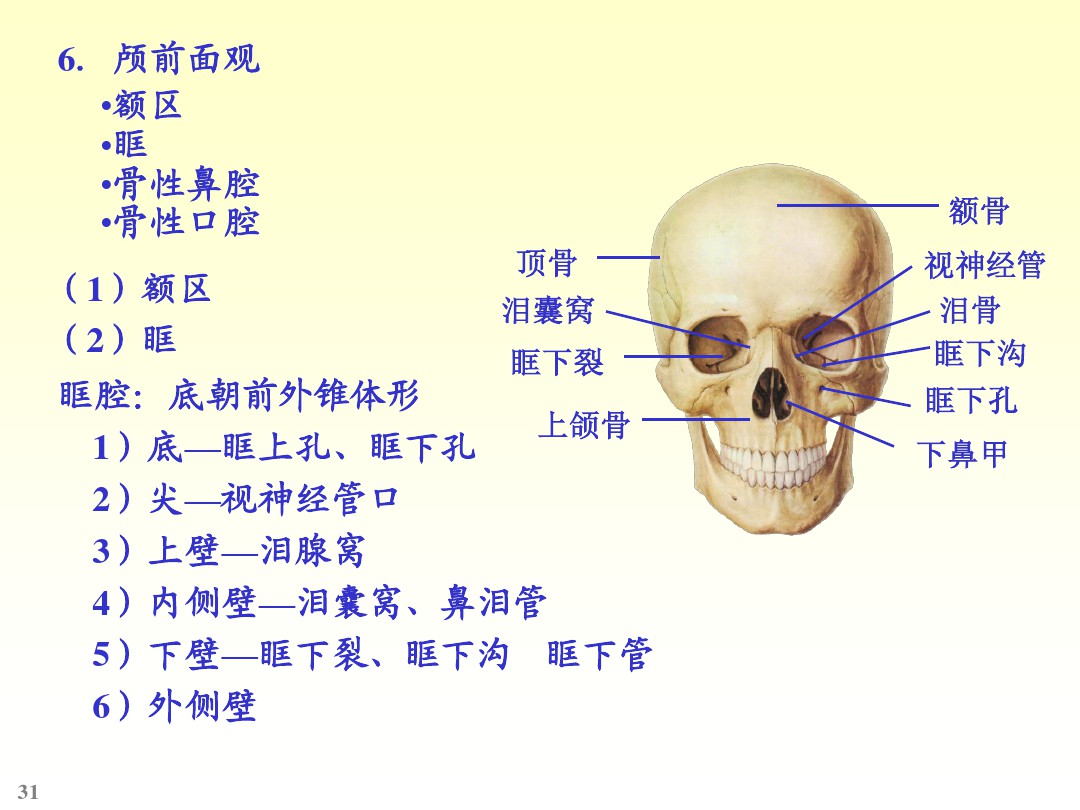 6. 颅前面观
•额区
•眶
•骨性鼻腔
•骨性口腔
（1）额区
（2）眶
眶腔：底朝前外锥体形
1）底—眶上孔、眶下孔
2）尖—视神经管口
3）上壁—泪腺窝
4）内侧壁—泪囊窝、鼻泪管
5）下壁—眶下裂、眶下沟 眶下管
6）外侧壁
顶骨
泪囊窝
眶下裂
上颌骨
额骨
视神经管
泪骨
眶下沟
眶下孔
下鼻甲
31